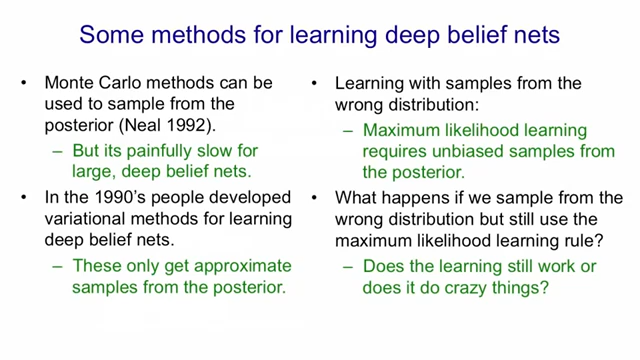 Some methods for learning deep belief nets
• Monte Carlo methods can be
used to sample from the
posterior (Neal 1992).
– But its painfully slow for
large, deep belief nets.
• In the 1990's people developed
variational methods for learning
deep belief nets.
– These only get approximate
samples from the posterior.
• Learning with samples from the
wrong distribution:
– Maximum likelihood learning
requires unbiased samples from
the posterior.
• What happens if we sample from the
wrong distribution but still use the
maximum likelihood learning rule?
– Does the learning still work or
does it do crazy things?